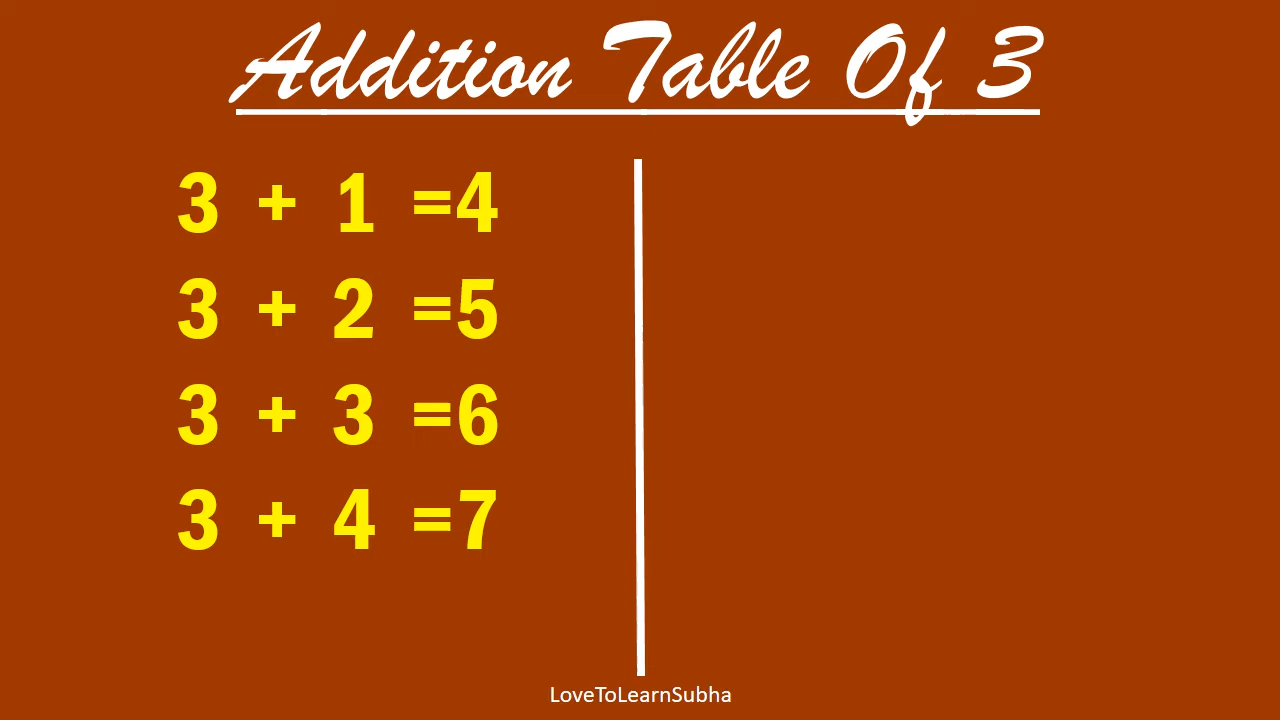 Addition Table Of 3
3 + 1 =4
3 + 2 =5
3 + 3 =6
3 + 4 =7
LoveToLearnSubha